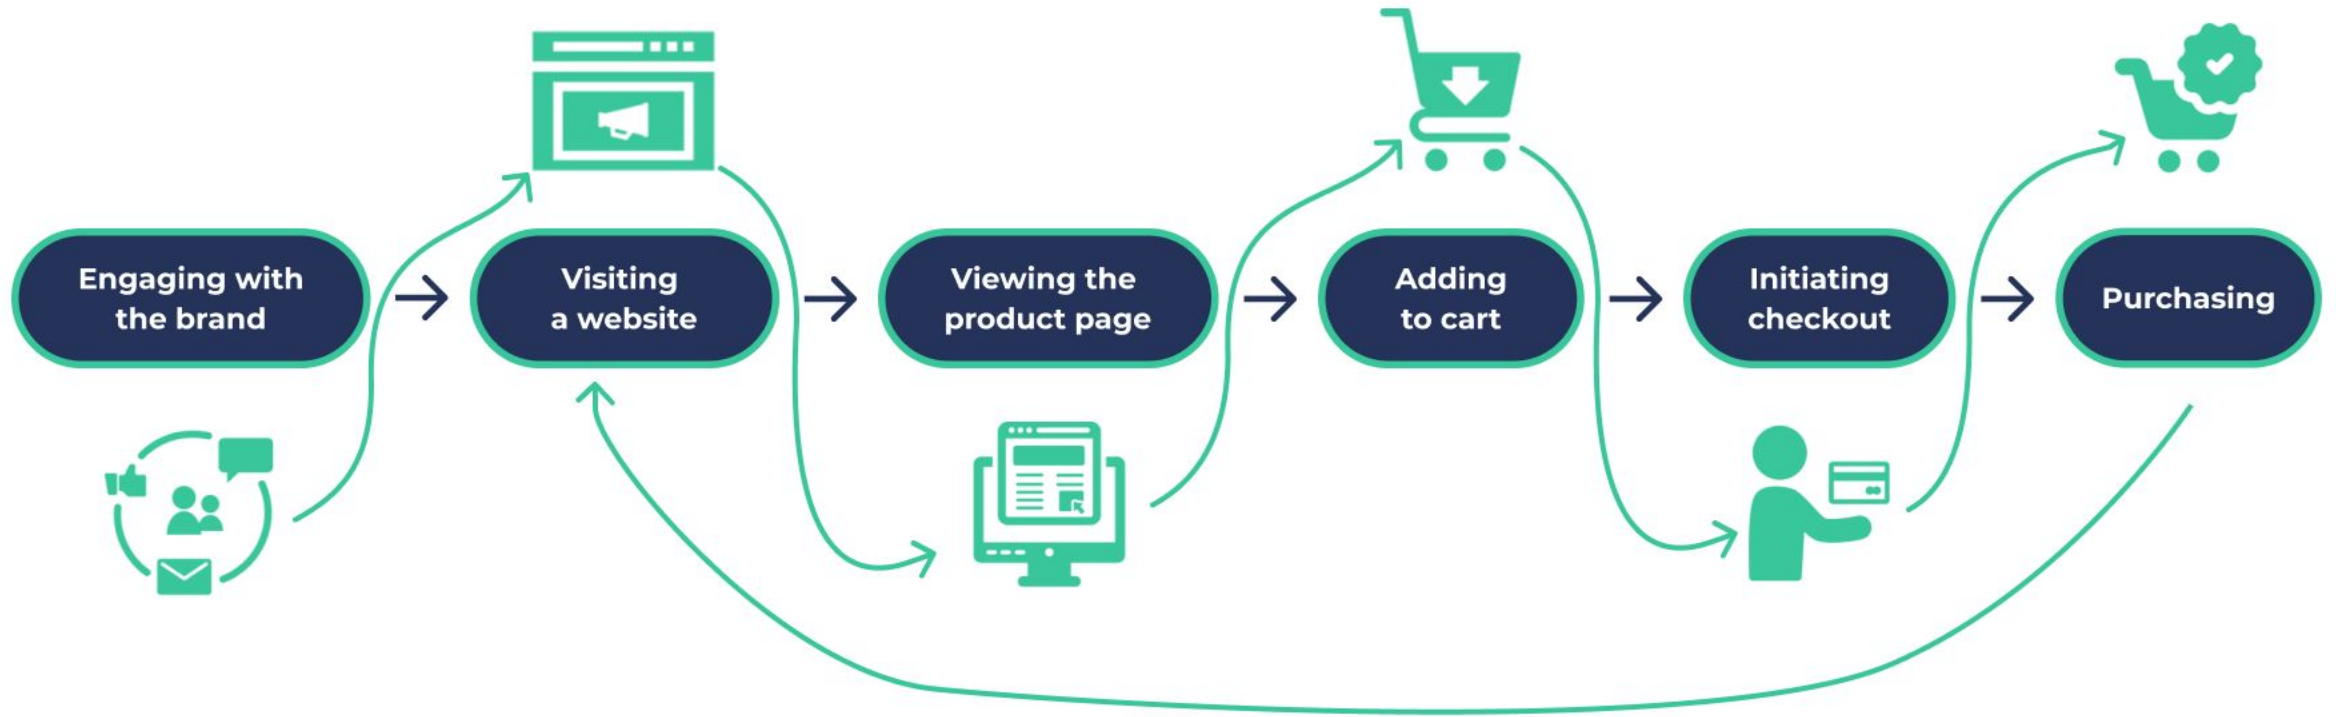 Engaging with
the brand
Visiting
a website
Viewing the
product page
Adding
to cart
Initiating
checkout
Purchasing